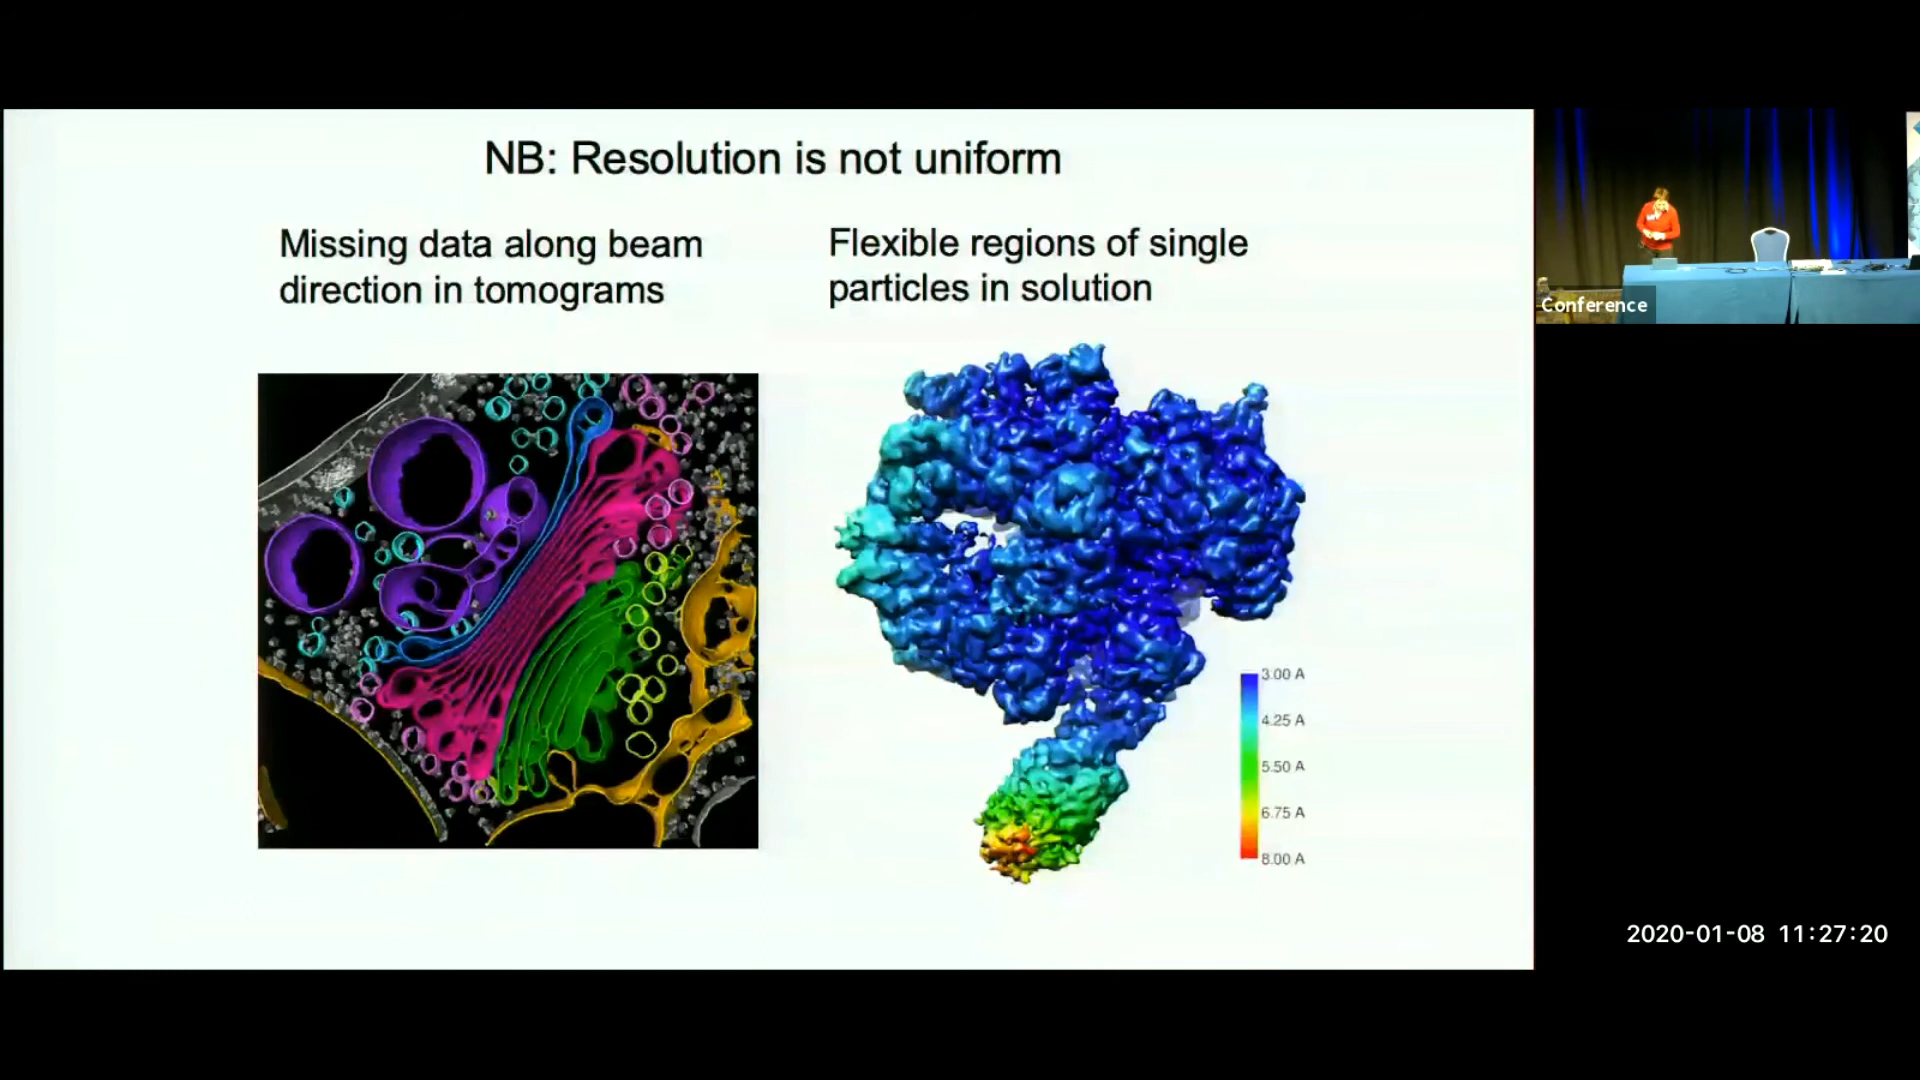 NB: Resolution is not uniform
Missing data along beam
direction in tomograms
Flexible regions of single
particles in solution
3.00 A
4.25 A
5.50 A
6.75 A
8.00 A
Conference
2020-01-08 11:27:20